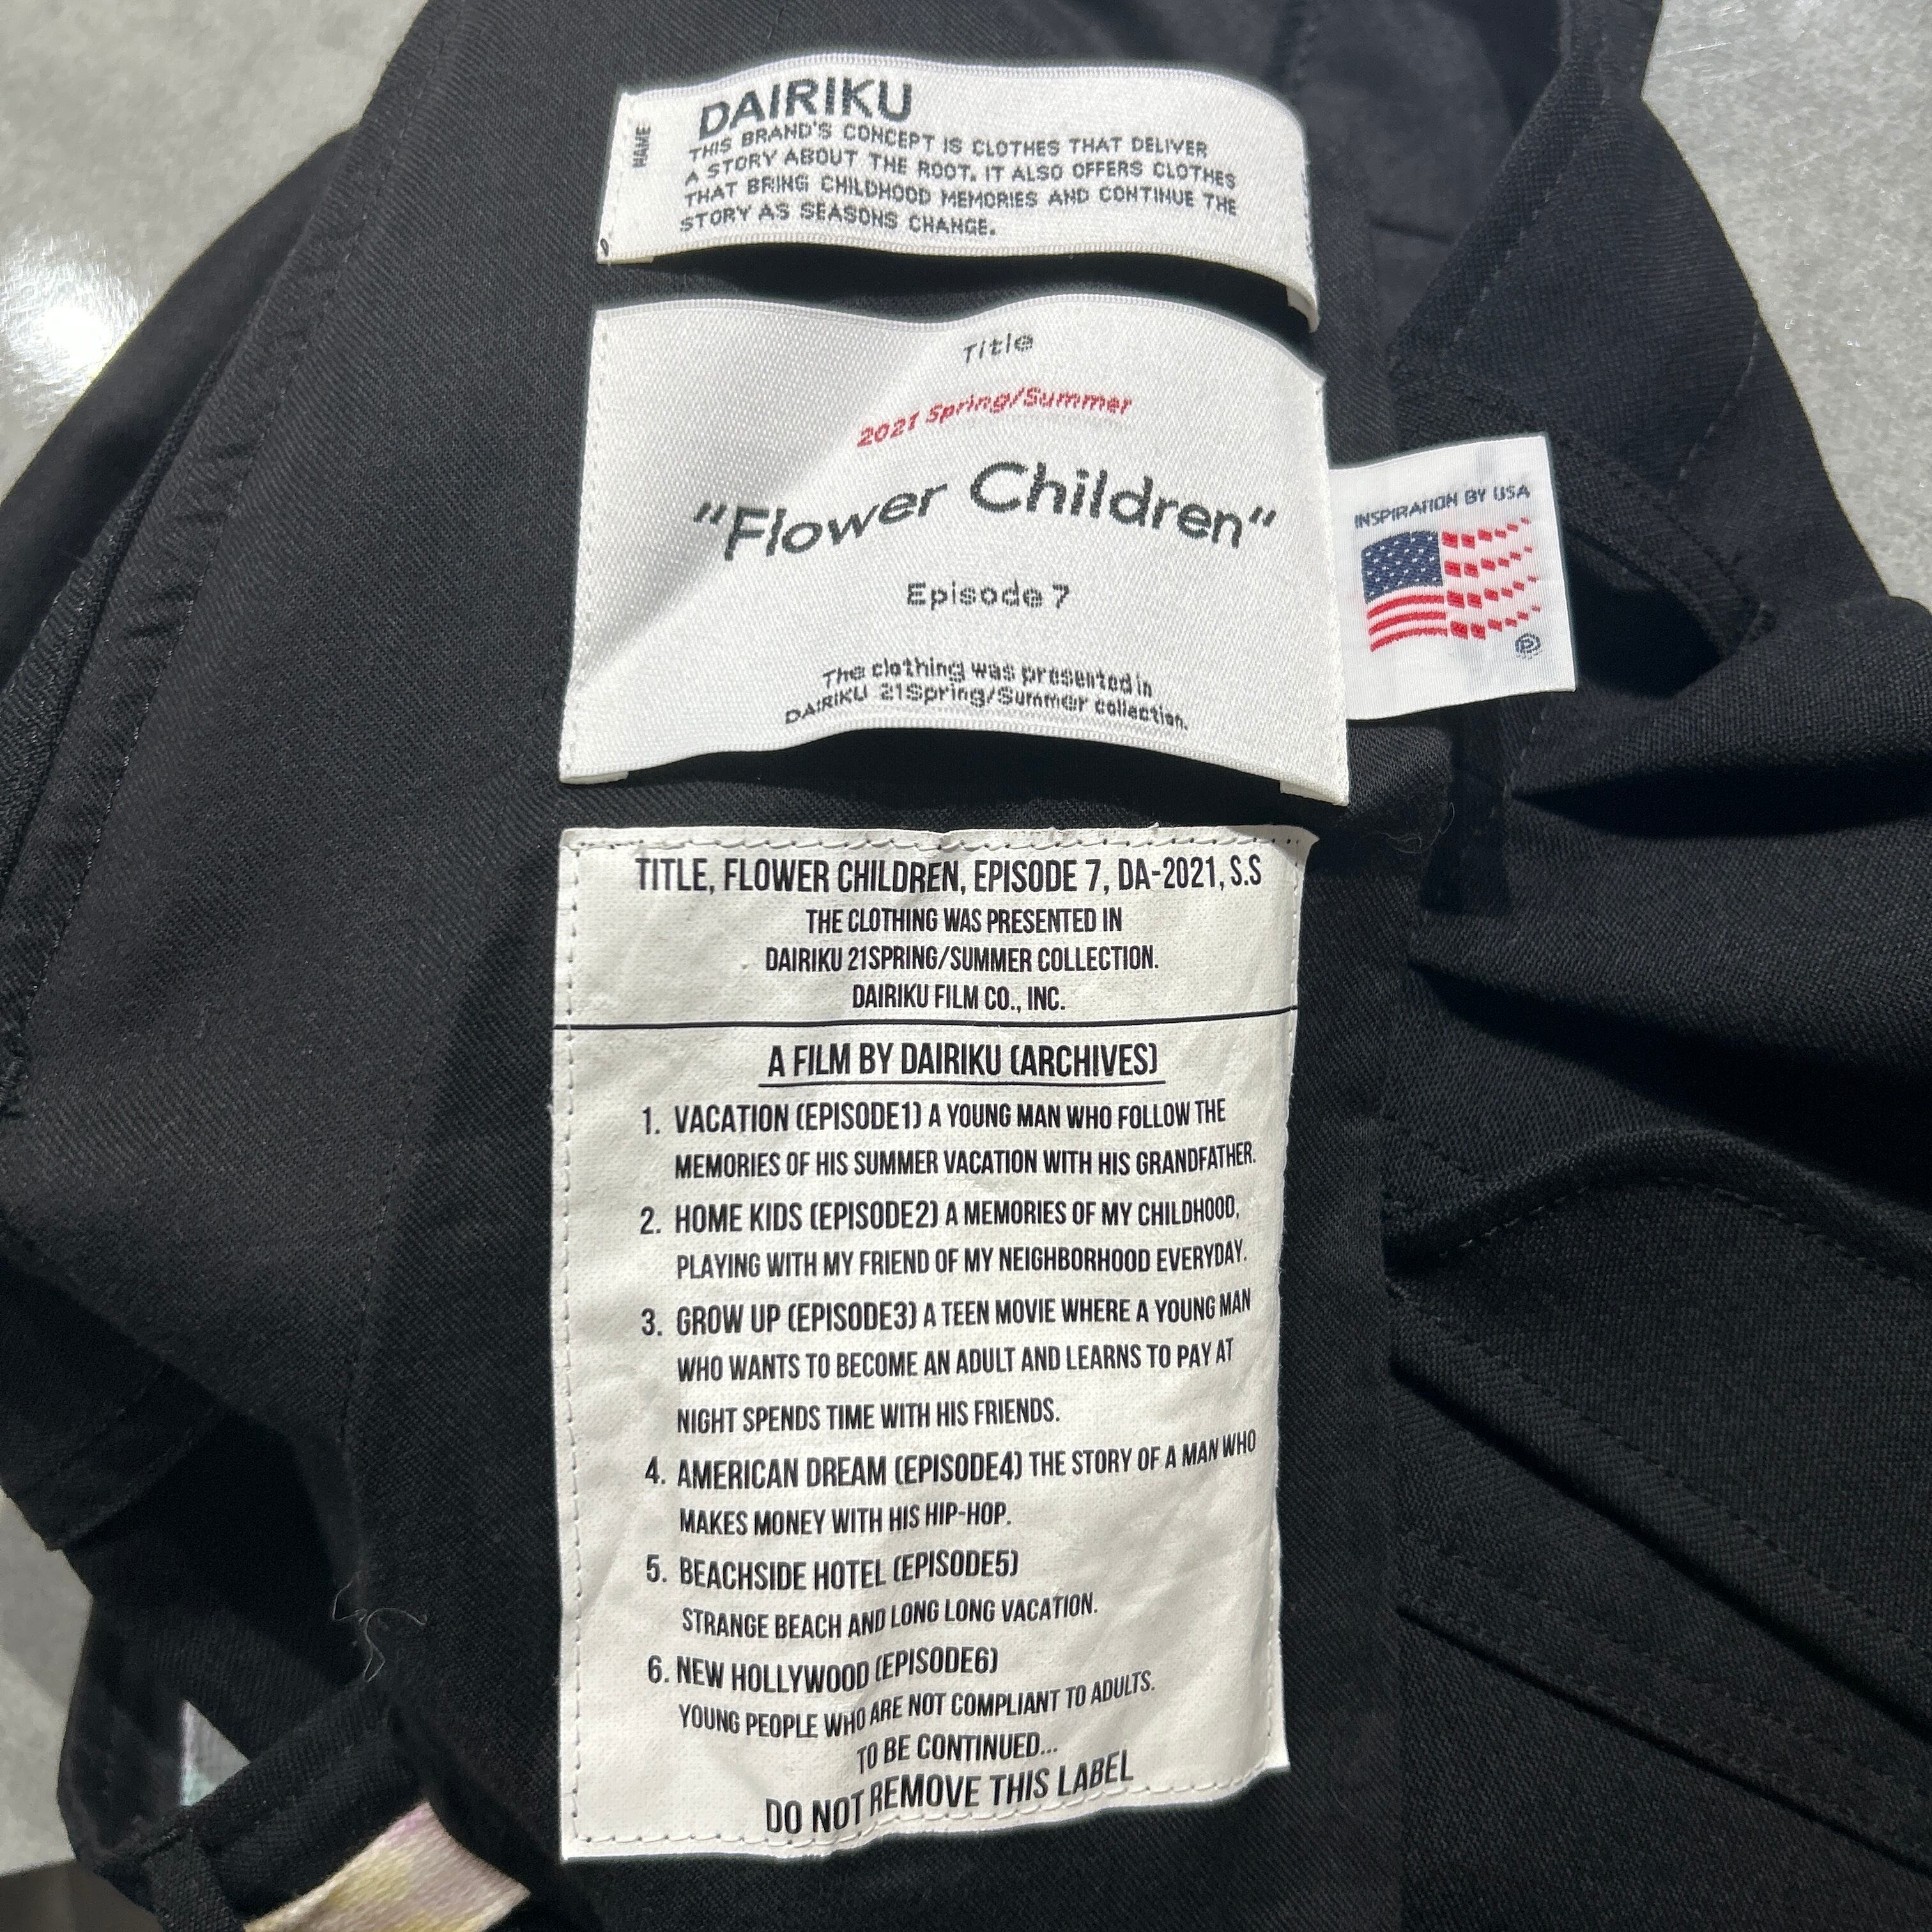 NAME
DAIRIKU
THIS BRAND'S CONCEPT IS CLOTHES THAT DELIVER
A STORY ABOUT THE ROOT. IT ALSO OFFERS CLOTHES
THAT BRING CHILDHOOD MEMORIES AND CONTINUE THE
STORY AS SEASONS CHANGE.
Title
2021 Spring/Summer
"Flower Children"
Episode 7
The clothing was presented in
DAIRIKU 21Spring/Summer collection.
INSPIRATION BY USA
TITLE, FLOWER CHILDREN, EPISODE 7, DA-2021, S.S
THE CLOTHING WAS PRESENTED IN
DAIRIKU 21SPRING/SUMMER COLLECTION.
DAIRIKU FILM CO., INC.
A FILM BY DAIRIKU (ARCHIVES)
1. VACATION (EPISODE1) A YOUNG MAN WHO FOLLOW THE
MEMORIES OF HIS SUMMER VACATION WITH HIS GRANDFATHER.
2. HOME KIDS (EPISODE2) A MEMORIES OF MY CHILDHOOD,
PLAYING WITH MY FRIEND OF MY NEIGHBORHOOD EVERYDAY.
3. GROW UP (EPISODE3) A TEEN MOVIE WHERE A YOUNG MAN
WHO WANTS TO BECOME AN ADULT AND LEARNS TO PAY AT
NIGHT SPENDS TIME WITH HIS FRIENDS.
4. AMERICAN DREAM (EPISODE4) THE STORY OF A MAN WHO
MAKES MONEY WITH HIS HIP-HOP.
5. BEACHSIDE HOTEL (EPISODE5)
STRANGE BEACH AND LONG LONG VACATION.
6. NEW HOLLYWOOD (EPISODE6)
YOUNG PEOPLE WHO ARE NOT COMPLIANT TO ADULTS.
TO BE CONTINUED...
DO NOT REMOVE THIS LABEL